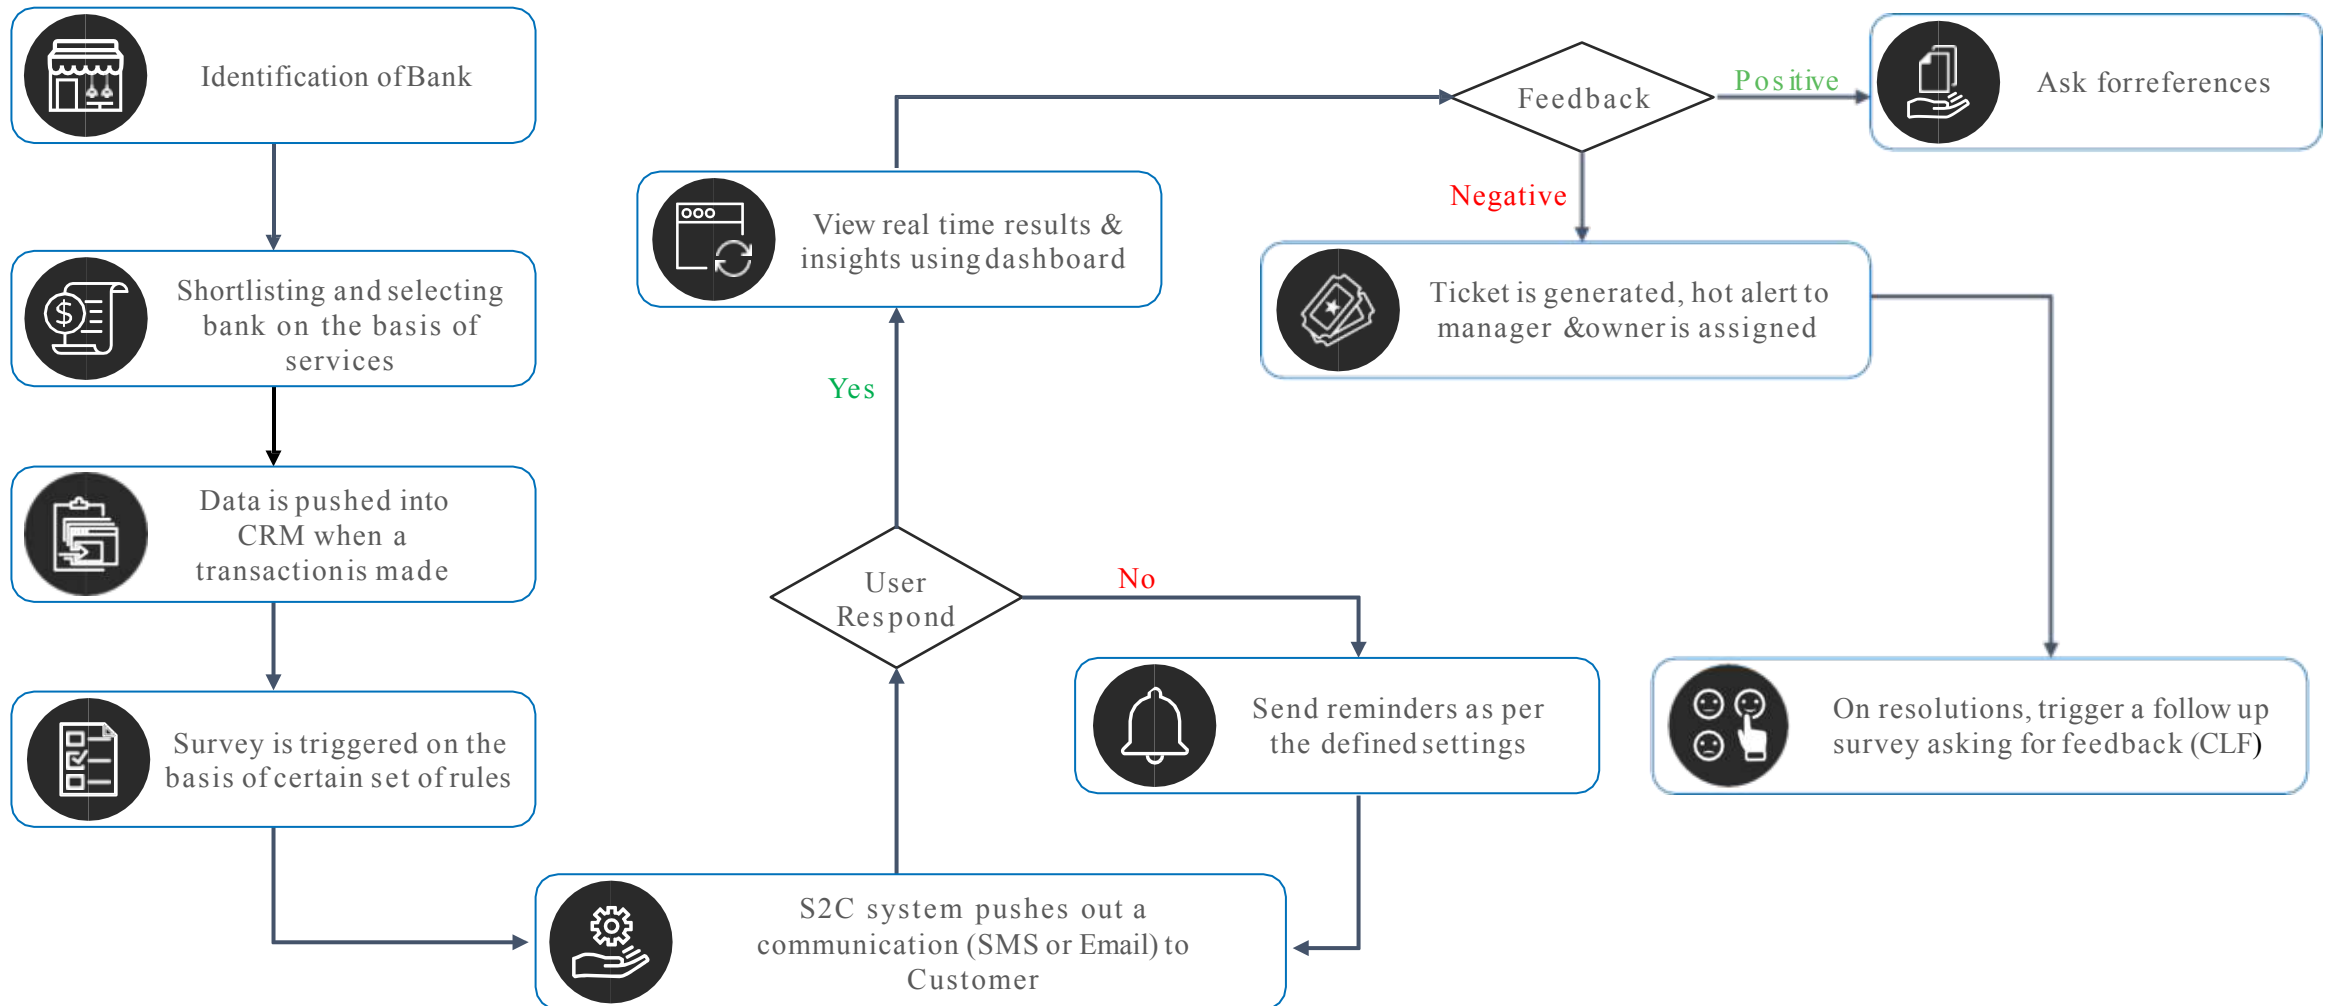 Identification of Bank
Shortlisting and selecting
bank on the basis of
services
Data is pushed into
CRM when a
transaction is made
Survey is triggered on the
basis of certain set of rules
S2C system pushes out a
communication (SMS or Email) to
Customer
User
Respond
Yes
No
Send reminders as per
the defined settings
View real time results &
insights using dashboard
Feedback
Positive
Ask forreferences
Negative
Ticket is generated, hot alert to
manager &owner is assigned
On resolutions, trigger a follow up
survey asking for feedback (CLF)